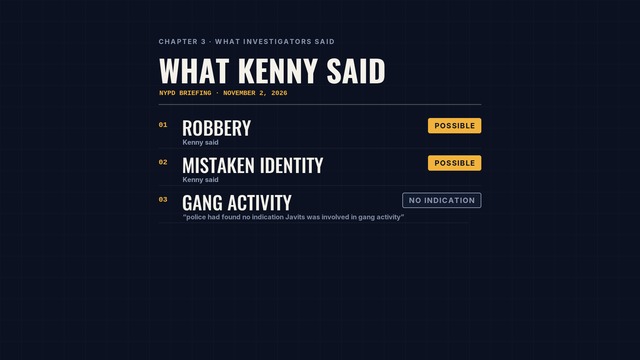 CHAPTER 3 · WHAT INVESTIGATORS SAID
WHAT KENNY SAID
NYPD BRIEFING · NOVEMBER 2, 2026
01 ROBBERY POSSIBLE
Kenny said
02 MISTAKEN IDENTITY POSSIBLE
Kenny said
03 GANG ACTIVITY NO INDICATION
"police had found no indication Javits was involved in gang activity"